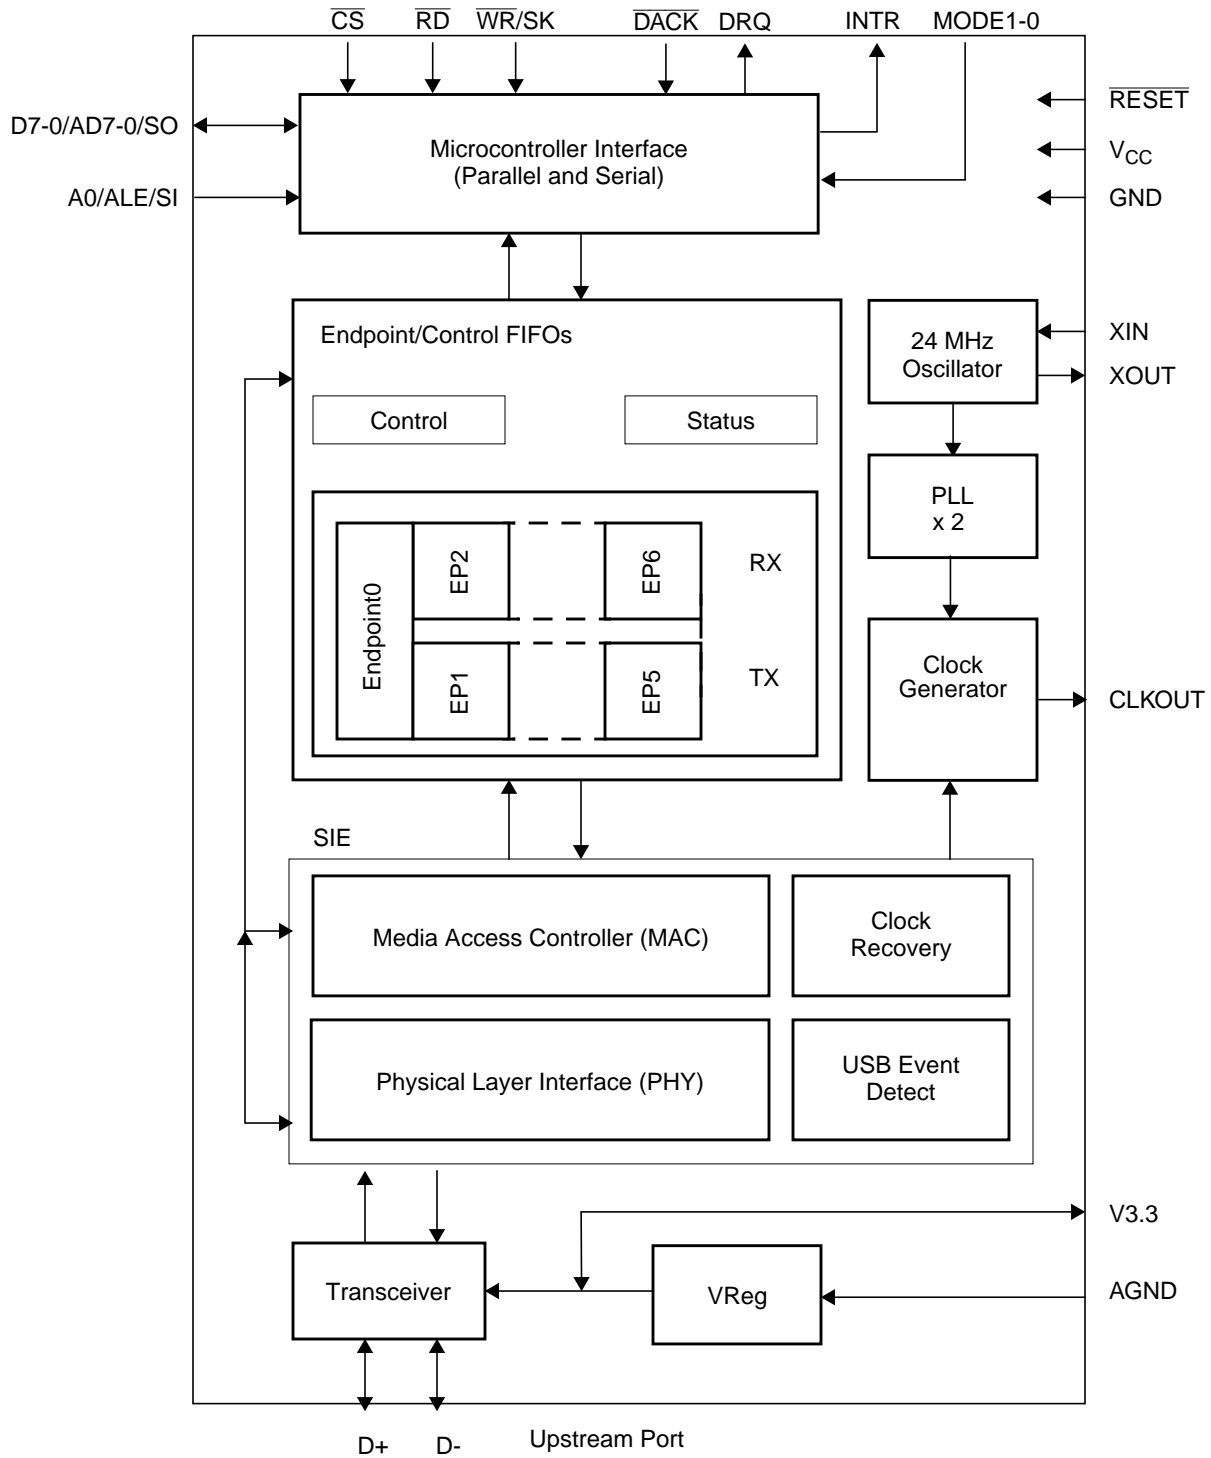 CS RD WR/SK DACK DRQ INTR MODE1-0
RESET
D7-0/AD7-0/SO
Microcontroller Interface
(Parallel and Serial)
VCC
A0/ALE/SI
GND
Endpoint/Control FIFOs
24 MHz
Oscillator
XIN
XOUT
Control
Status
PLL
x 2
Endpoint0
EP2
EP6
RX
EP1
EP5
TX
Clock
Generator
CLKOUT
SIE
Media Access Controller (MAC)
Clock
Recovery
Physical Layer Interface (PHY)
USB Event
Detect
V3.3
Transceiver
VReg
AGND
D+ D- Upstream Port